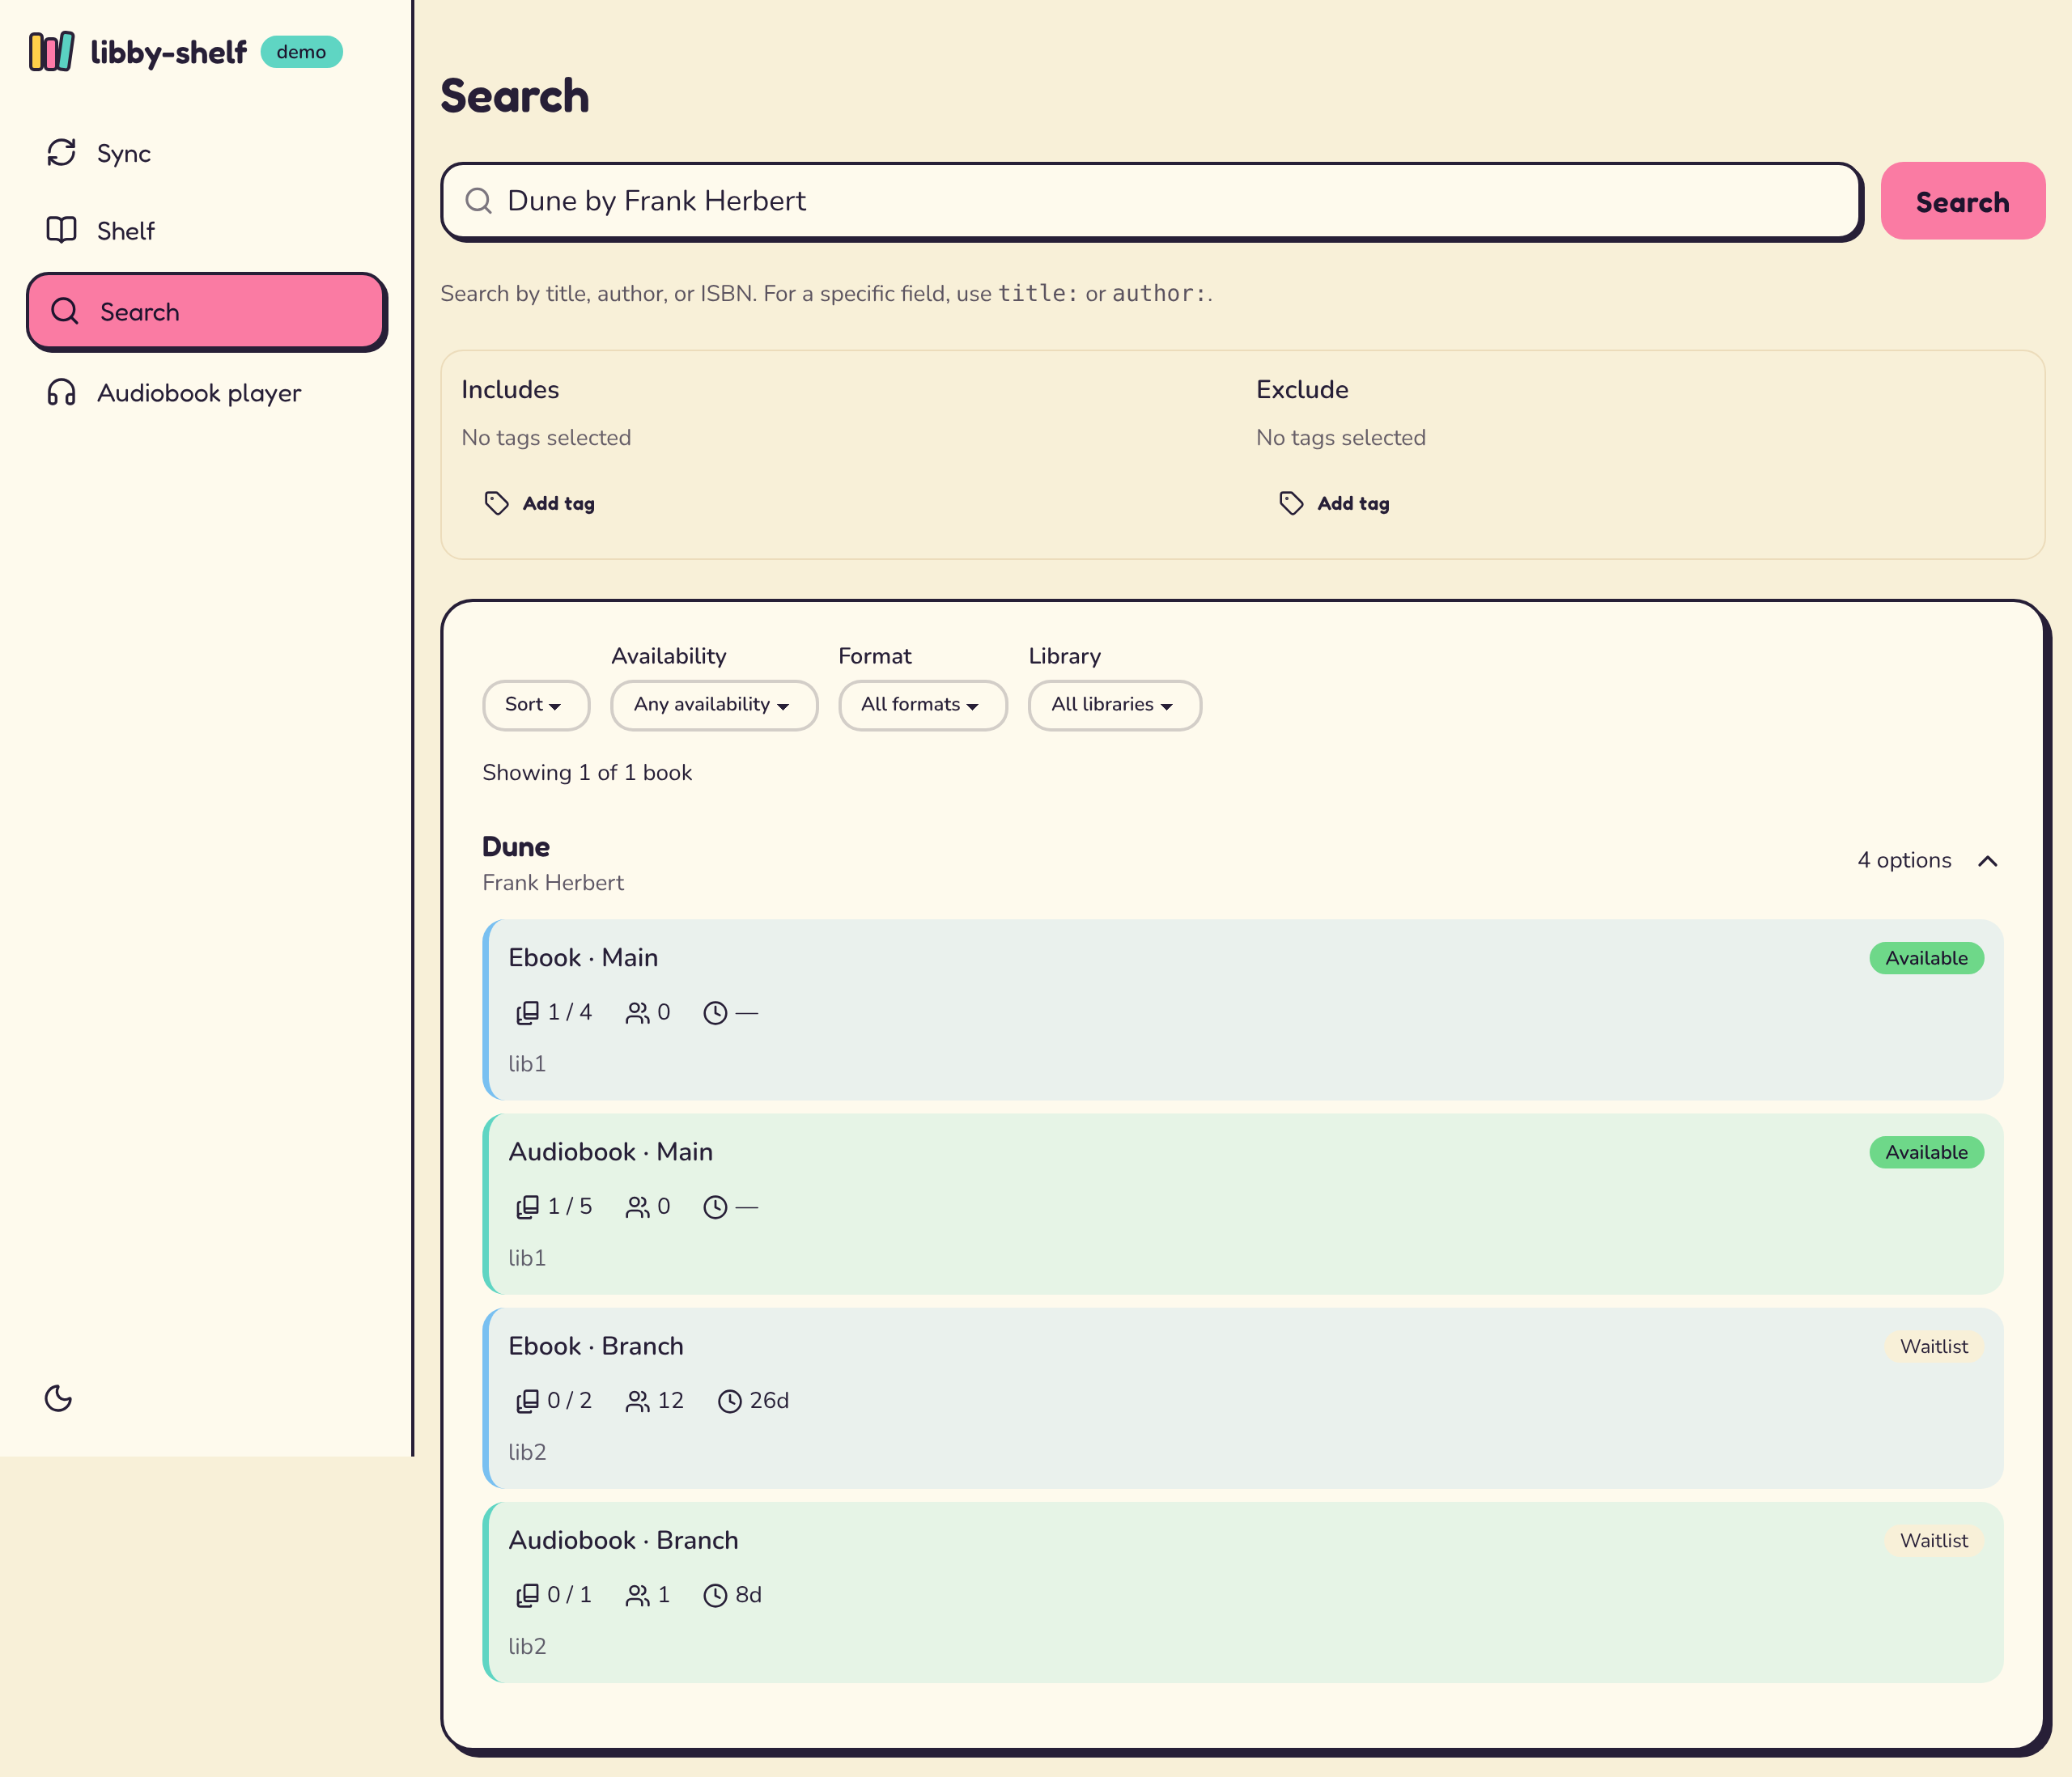 libby-shelf demo
Sync
Shelf
Search
Audiobook player
Search
Dune by Frank Herbert
Search
Search by title, author, or ISBN. For a specific field, use title: or author:.
Includes
No tags selected
Add tag
Exclude
No tags selected
Add tag
Sort
Availability
Any availability
Format
All formats
Library
All libraries
Showing 1 of 1 book
Dune
Frank Herbert
4 options
Ebook · Main
Available
1 / 4 0 —
lib1
Audiobook · Main
Available
1 / 5 0 —
lib1
Ebook · Branch
Waitlist
0 / 2 12 26d
lib2
Audiobook · Branch
Waitlist
0 / 1 1 8d
lib2